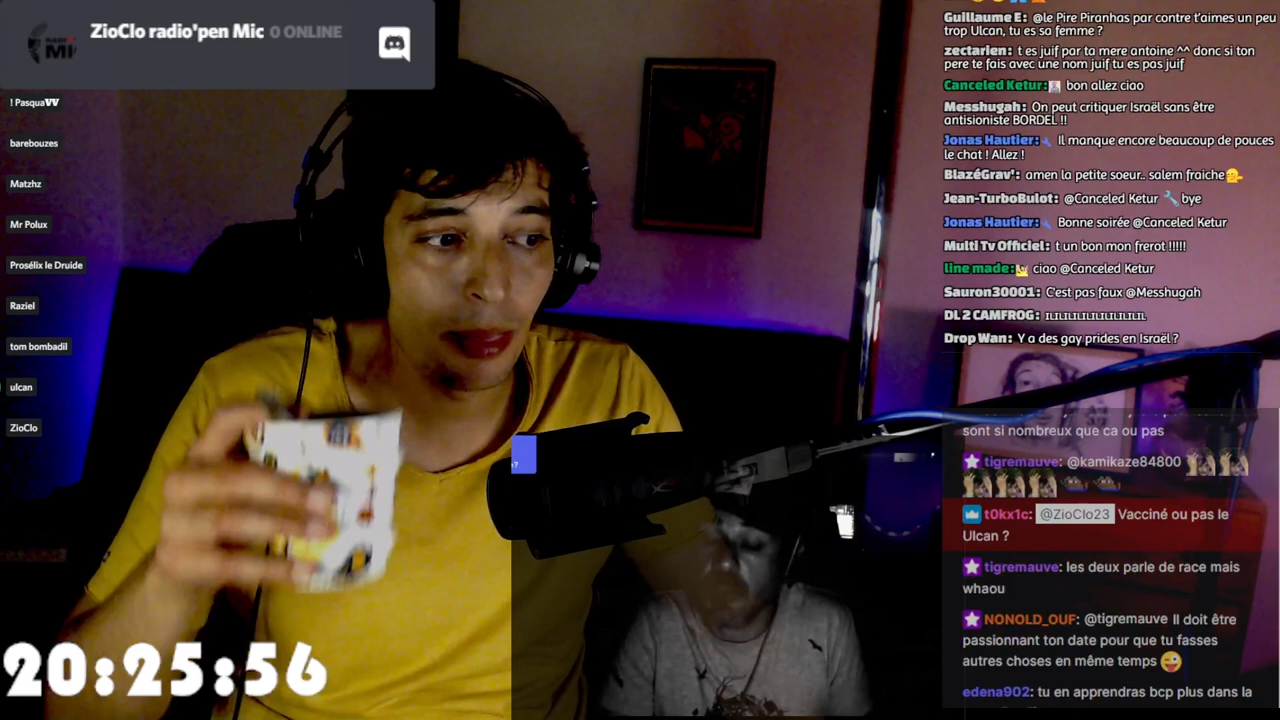 ZioClo radio'pen Mic 0 ONLINE
MI
! PasquaVV
barebouzes
Matzhz
Mr Polux
Prosélix le Druide
Raziel
tom bombadil
ulcan
ZioClo
20:25:56
Guillaume E: @le Pire Piranhas par contre t'aimes un peu
trop Ulcan, tu es sa femme ?
zectarien: t es juif par ta mere antoine ^^ donc si ton
pere te fais avec une nom juif tu es pas juif
Canceled Ketur: bon allez ciao
Messhugah: On peut critiquer Israël sans être
antisioniste BORDEL !!
Jonas Hautier: Il manque encore beaucoup de pouces
le chat ! Allez !
BlazéGrav': amen la petite soeur.. salem fraiche
Jean-TurboBulot: @Canceled Ketur bye
Jonas Hautier: Bonne soirée @Canceled Ketur
Multi Tv Officiel: t un bon mon frerot !!!!!
line made: ciao @Canceled Ketur
Sauron30001: C'est pas faux @Messhugah
DL 2 CAMFROG:
Drop Wan: Y a des gay prides en Israël ?
sont si nombreux que ca ou pas
tigremauve: @kamikaze84800
t0kx1c: @ZioClo23 Vacciné ou pas le
Ulcan ?
tigremauve: les deux parle de race mais
whaou
NONOLD_OUF: @tigremauve Il doit être
passionnant ton date pour que tu fasses
autres choses en même temps
edena902: tu en apprendras bcp plus dans la